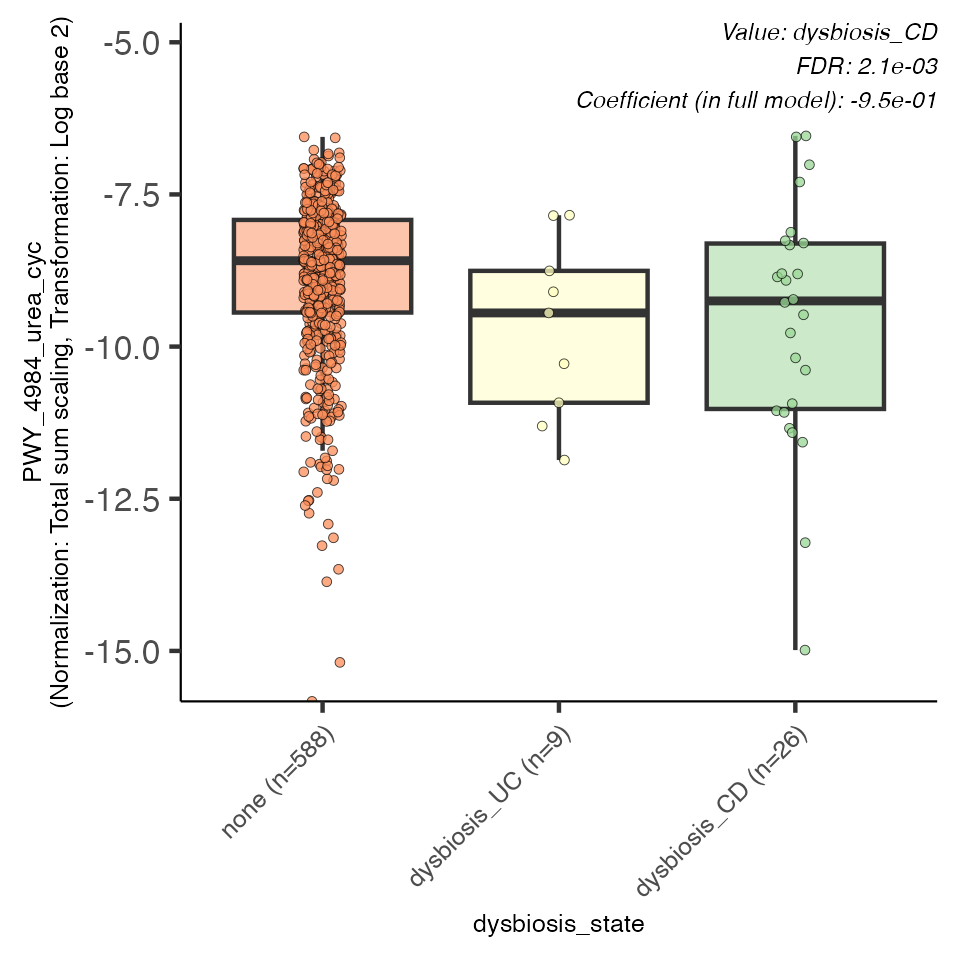 Value: dysbiosis_CD
FDR: 2.1e-03
Coefficient (in full model): -9.5e-01
PWY_4984_urea_cyc
(Normalization: Total sum scaling, Transformation: Log base 2)
-5.0
-7.5
-10.0
-12.5
-15.0
none (n=588)
dysbiosis_UC (n=9)
dysbiosis_CD (n=26)
dysbiosis_state